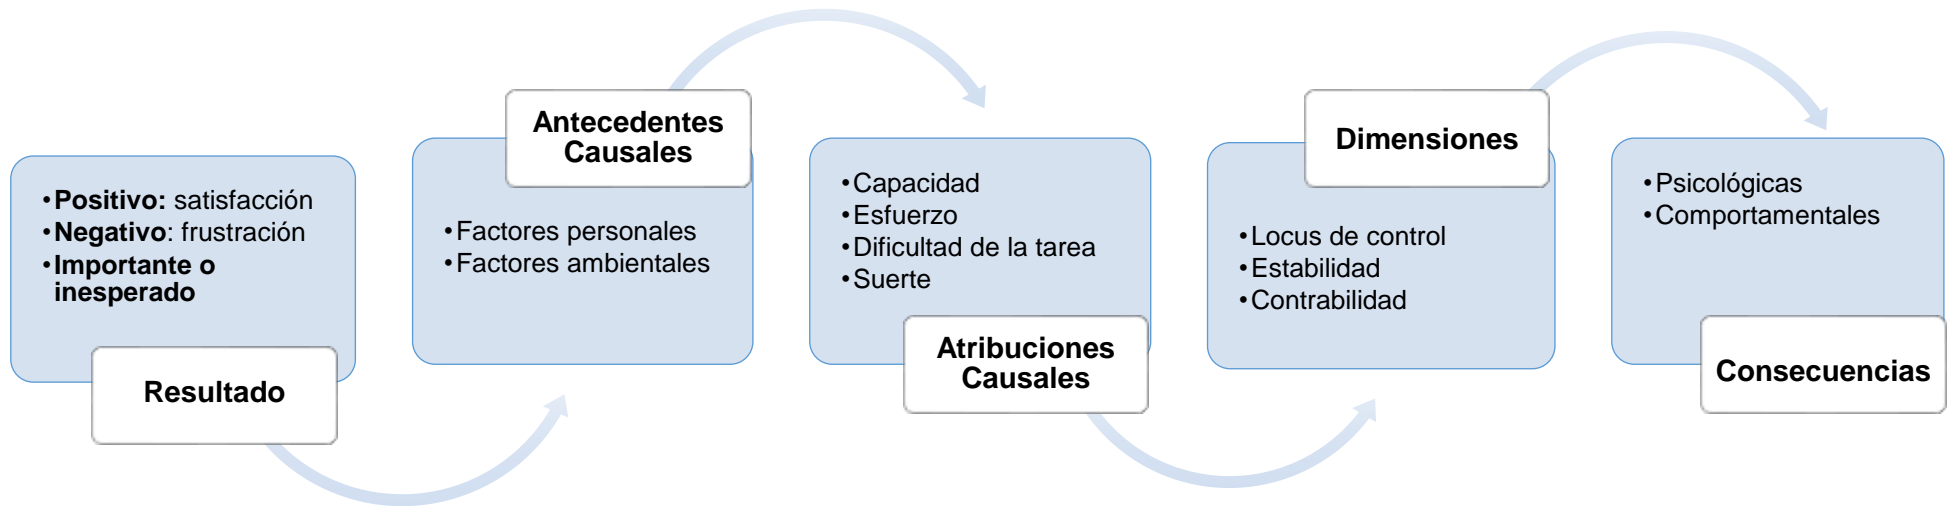 • Positivo: satisfacción
• Negativo: frustración
• Importante o
inesperado
Resultado
Antecedentes
Causales
• Factores personales
• Factores ambientales
• Capacidad
• Esfuerzo
• Dificultad de la tarea
• Suerte
Atribuciones
Causales
Dimensiones
• Locus de control
• Estabilidad
• Contrabilidad
• Psicológicas
• Comportamentales
Consecuencias